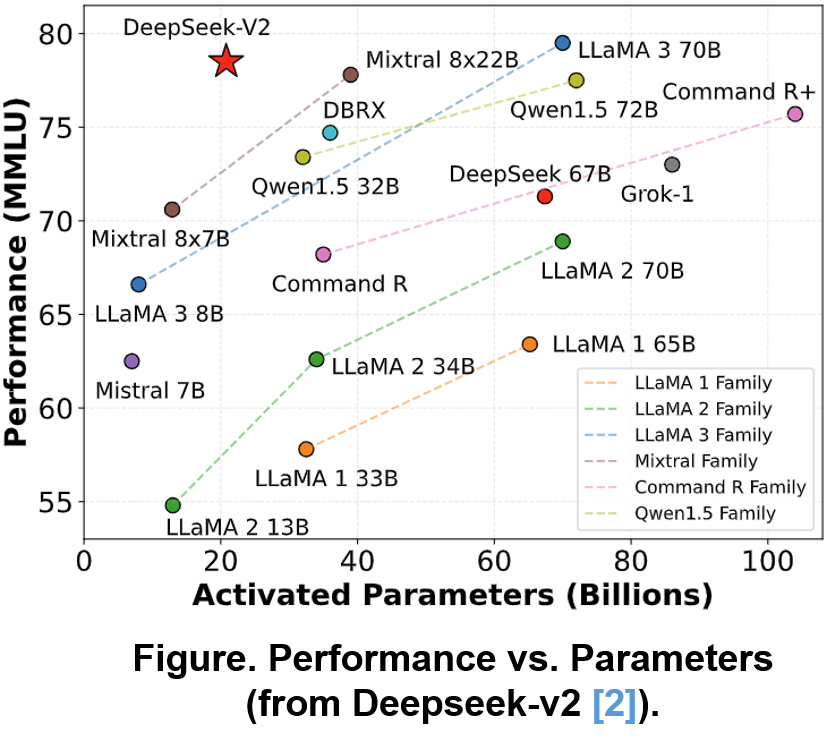 DeepSeek-V2
Mixtral 8x22B
LLaMA 3 70B
DBRX
Qwen1.5 72B
Command R+
Qwen1.5 32B
DeepSeek 67B
Grok-1
Mixtral 8x7B
Command R
LLaMA 2 70B
LLaMA 3 8B
LLaMA 1 65B
LLaMA 2 34B
Mistral 7B
LLaMA 1 33B
LLaMA 2 13B
LLaMA 1 Family
LLaMA 2 Family
LLaMA 3 Family
Mixtral Family
Command R Family
Qwen1.5 Family
80
75
70
65
60
55
Performance (MMLU)
0 20 40 60 80 100
Activated Parameters (Billions)
Figure. Performance vs. Parameters
(from Deepseek-v2 [2]).